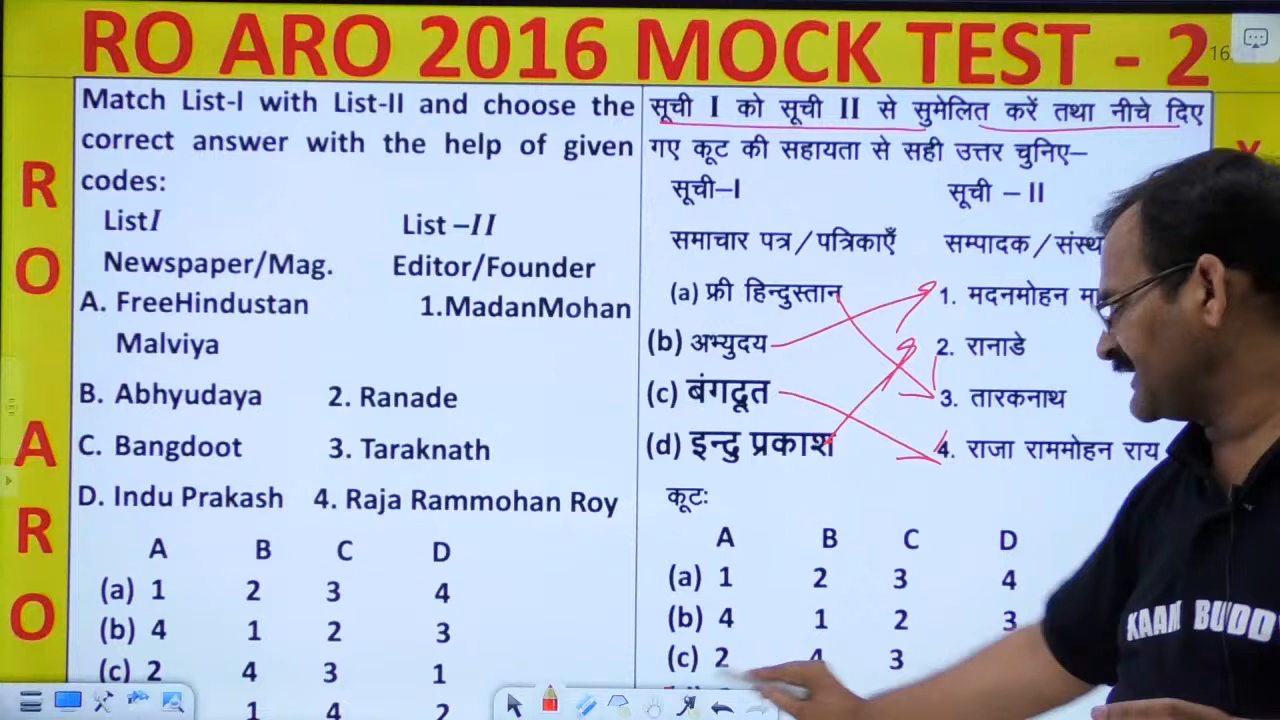 RO ARO 2016 MOCK TEST - 2
16
R
O
A
R
O
Match List-I with List-II and choose the
correct answer with the help of given
codes:
ListI List –II
Newspaper/Mag. Editor/Founder
A. FreeHindustan 1.MadanMohan
Malviya
B. Abhyudaya 2. Ranade
C. Bangdoot 3. Taraknath
D. Indu Prakash 4. Raja Rammohan Roy
A B C D
(a) 1 2 3 4
(b) 4 1 2 3
(c) 2 4 3 1
1 4 2
सूची I को सूची II से सुमेलित करें तथा नीचे दिए
गए कूट की सहायता से सही उत्तर चुनिए–
सूची–I सूची – II
समाचार पत्र/पत्रिकाएँ सम्पादक/संस्थ
(a) फ्री हिन्दुस्तान 1. मदनमोहन
(b) अभ्युदय 2. रानाडे
(c) बंगदूत 3. तारकनाथ
(d) इन्दु प्रकाश 4. राजा राममोहन राय
कूटः
A B C D
(a) 1 2 3 4
(b) 4 1 2 3
(c) 2 4 3
KAAM BUDD